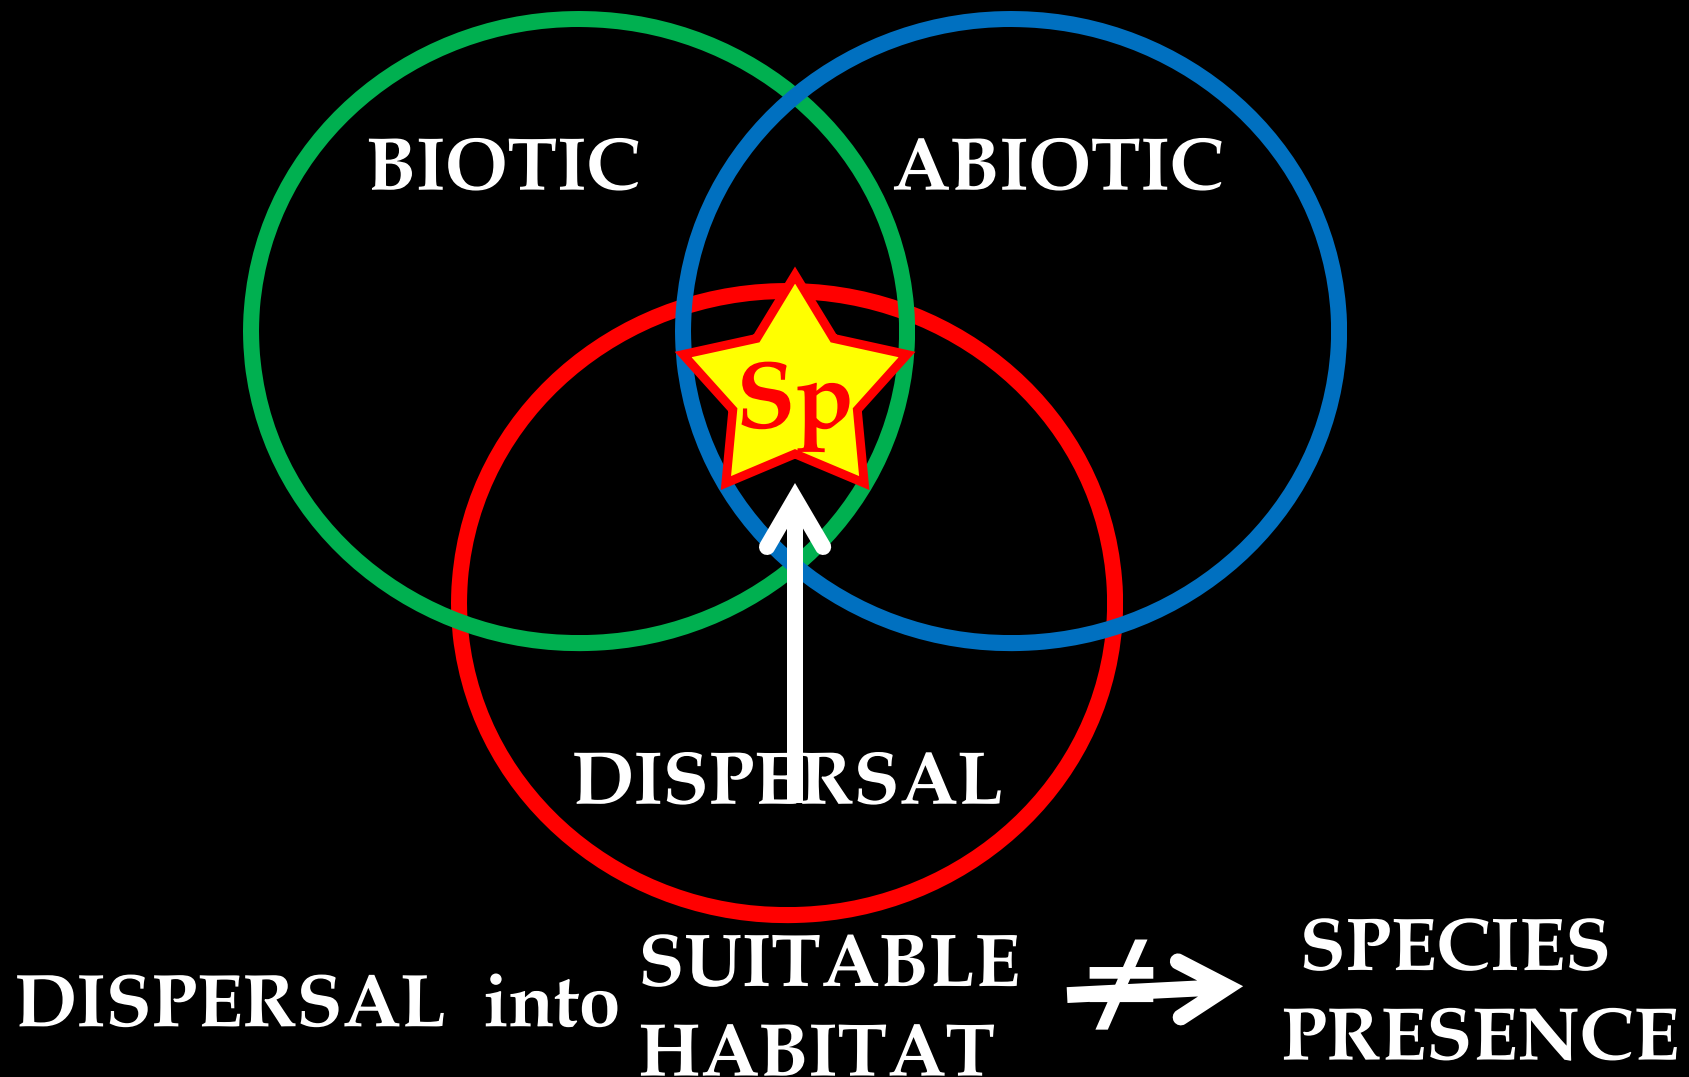 BIOTIC
ABIOTIC
Sp
DISPERSAL
DISPERSAL into
SUITABLE
HABITAT
≠
SPECIES
PRESENCE